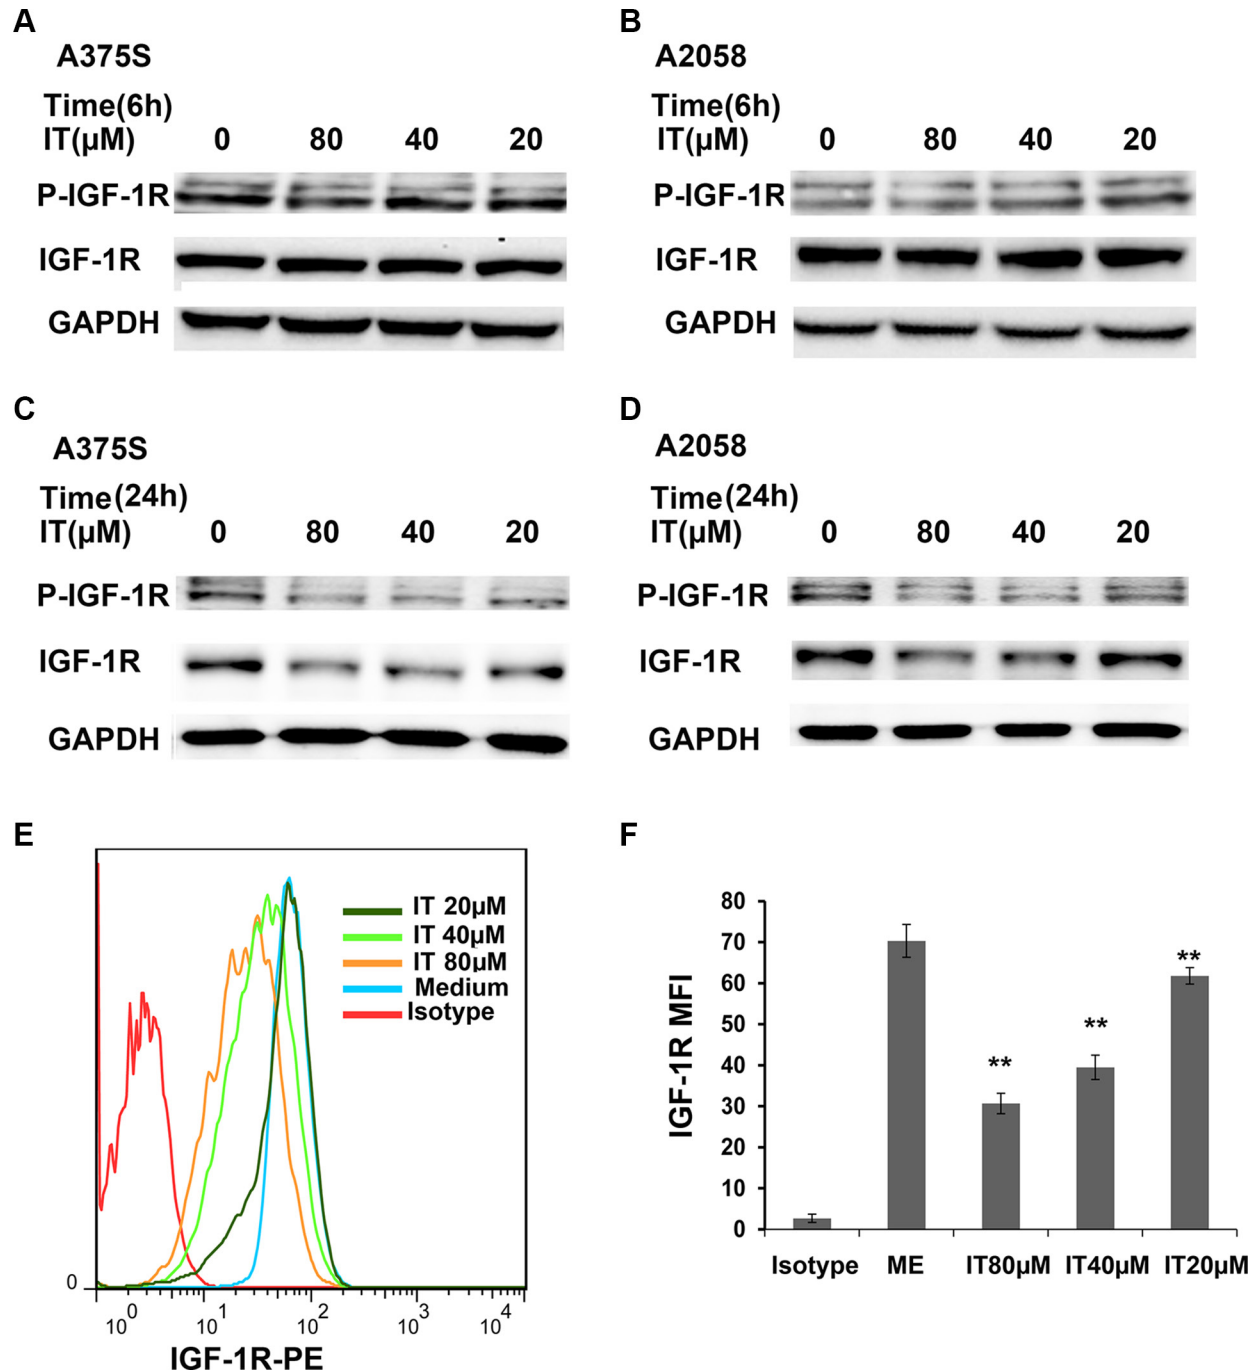 A
A375S
Time(6h)
IT(µM) 0 80 40 20
P-IGF-1R
IGF-1R
GAPDH
B
A2058
Time(6h)
IT(µM) 0 80 40 20
P-IGF-1R
IGF-1R
GAPDH
C
A375S
Time(24h)
IT(µM) 0 80 40 20
P-IGF-1R
IGF-1R
GAPDH
D
A2058
Time(24h)
IT(µM) 0 80 40 20
P-IGF-1R
IGF-1R
GAPDH
E
IT 20µM
IT 40µM
IT 80µM
Medium
Isotype
0
10^0 10^1 10^2 10^3 10^4
IGF-1R-PE
F
80
70
60
50
40
30
20
10
0
IGF-1R MFI
** ** **
Isotype ME IT80µM IT40µM IT20µM